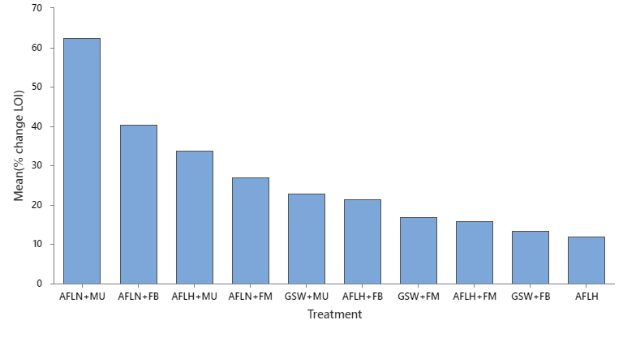 70
60
50
40
30
20
10
0
Mean(% change LOI)
AFLN+MU AFLN+FB AFLH+MU AFLN+FM GSW+MU AFLH+FB GSW+FM AFLH+FM GSW+FB AFLH
Treatment